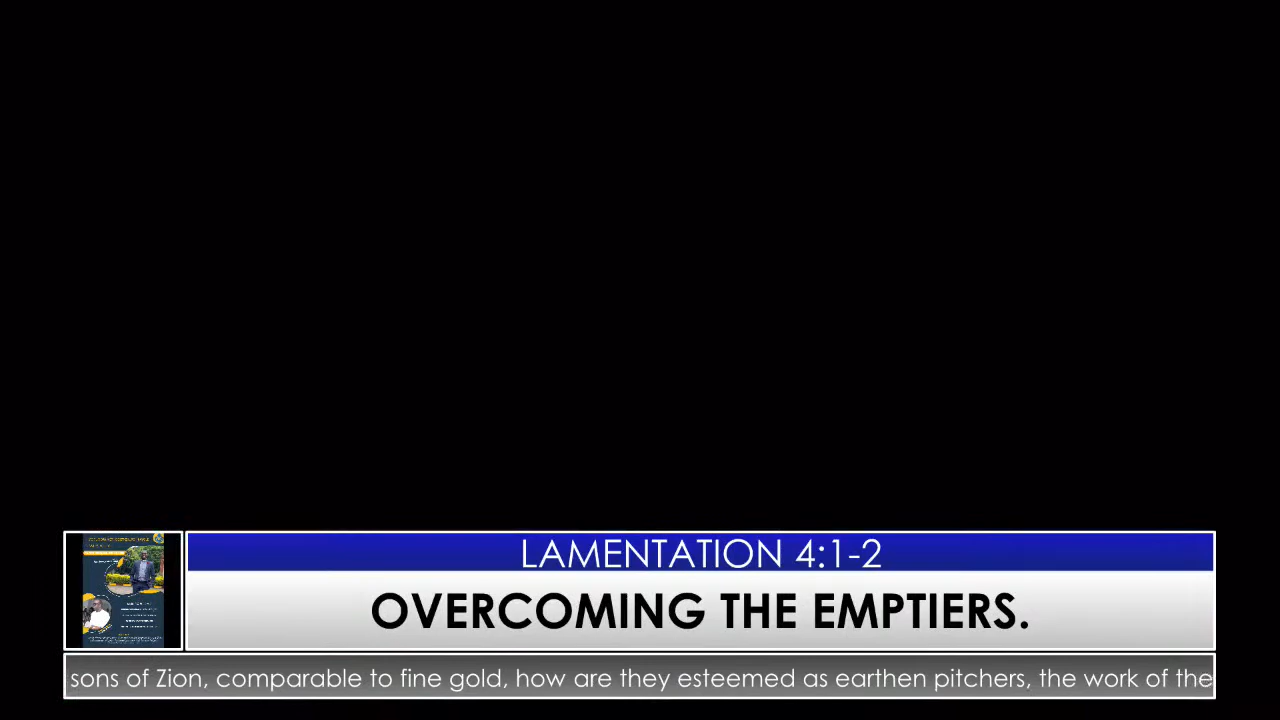 LAMENTATION 4:1-2
OVERCOMING THE EMPTIERS.
sons of Zion, comparable to fine gold, how are they esteemed as earthen pitchers, the work of the